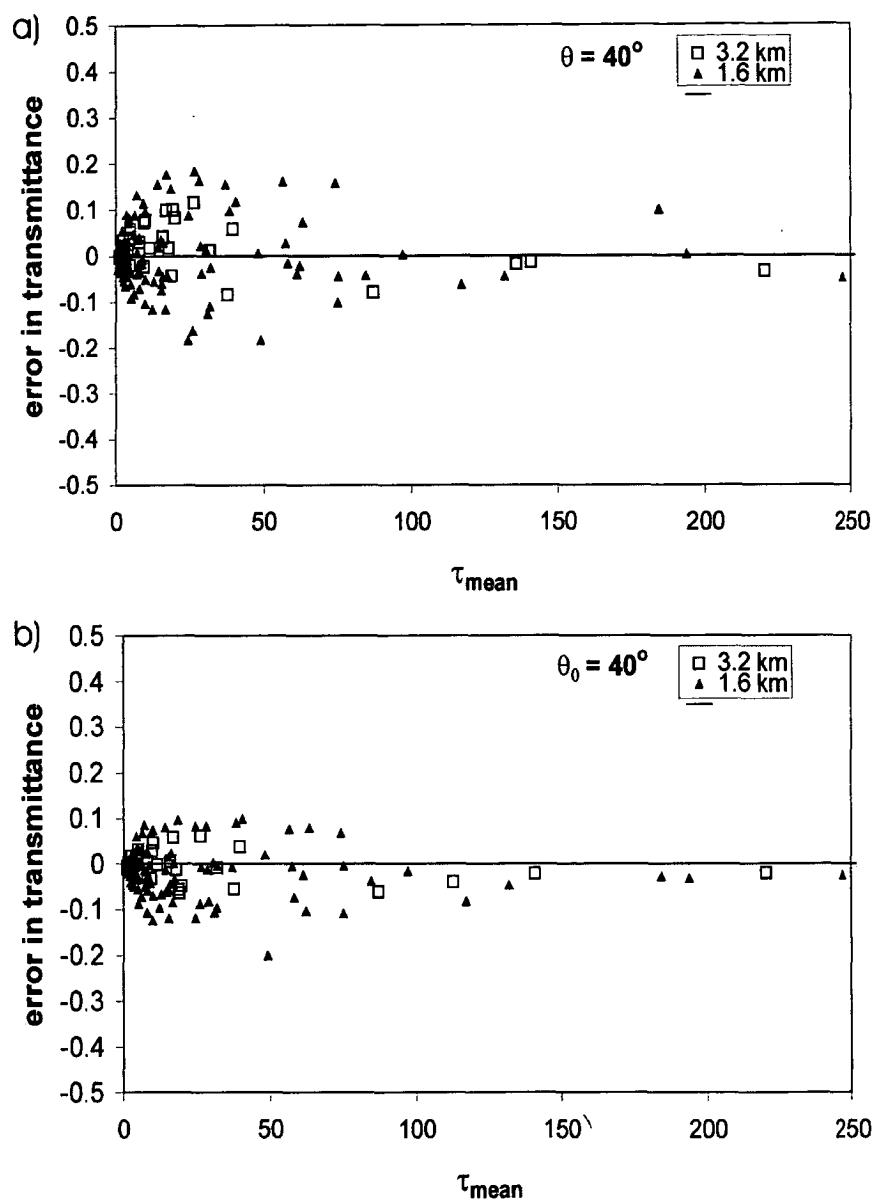 a)
0.5
0.4
0.3
0.2
0.1
0
-0.1
-0.2
-0.3
-0.4
-0.5
error in transmittance
θ = 40°
3.2 km
1.6 km
0 50 100 150 200 250
τmean
b)
0.5
0.4
0.3
0.2
0.1
0
-0.1
-0.2
-0.3
-0.4
-0.5
error in transmittance
θ₀ = 40°
3.2 km
1.6 km
0 50 100 150 200 250
τmean